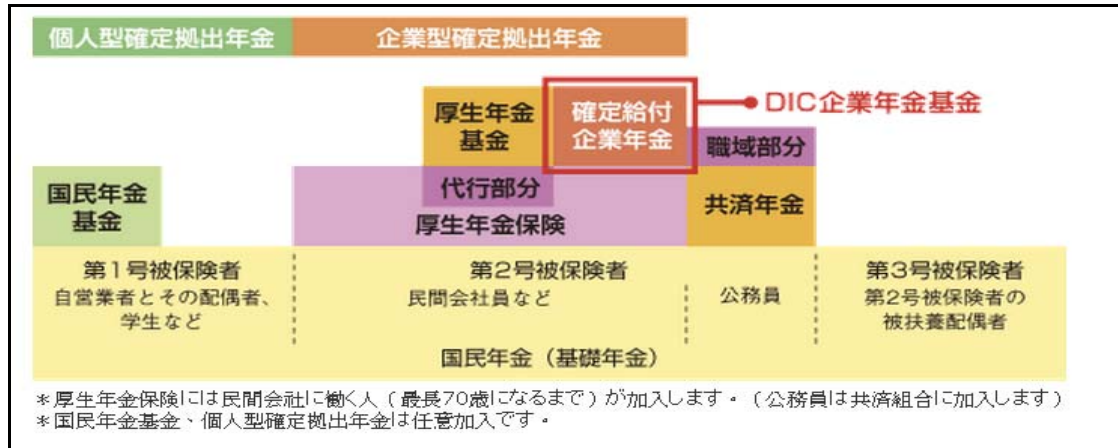 個人型確定拠出年金
企業型確定拠出年金
厚生年金
基金
確定給付
企業年金
DIC企業年金基金
職域部分
国民年金
基金
代行部分
厚生年金保険
共済年金
第1号被保険者
自営業者とその配偶者、
学生など
第2号被保険者
民間会社員など
公務員
第3号被保険者
第2号被保険者の
被扶養配偶者
国民年金（基礎年金）
＊厚生年金保険には民間会社に働く人（最長70歳になるまで）が加入します。（公務員は共済組合に加入します）
＊国民年金基金、個人型確定拠出年金は任意加入です。